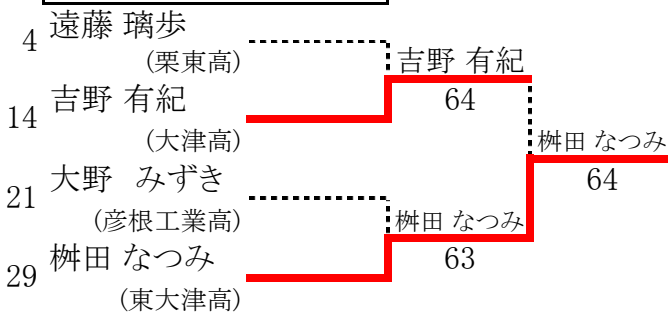 4 遠藤 璃歩
(栗東高)
吉野 有紀
64
14 吉野 有紀
(大津高)
桝田 なつみ
64
21 大野 みずき
(彦根工業高)
桝田 なつみ
63
29 桝田 なつみ
(東大津高)